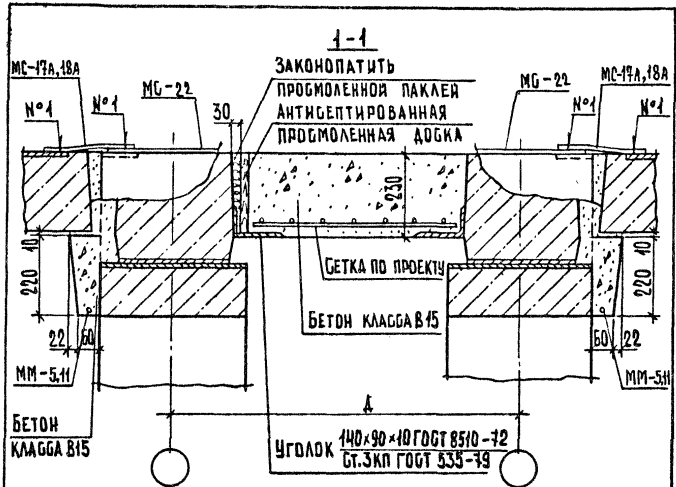 1-1
МС-17А,18А
ЗАКОНОПАТИТЬ
ПРОСМОЛЕННОЙ ПАКЛЕЙ
АНТИСЕПТИРОВАННАЯ
ПРОСМОЛЕННАЯ ДОСКА
МС-22
МС-17А,18А
МС-22
№1
№1
30
№1
№1
230
10
220
10
220
СЕТКА ПО ПРОЕКТУ
БЕТОН КЛАССА В15
22
60
60
22
ММ-5,11
ММ-5,11
БЕТОН
КЛАССА В15
А
УГОЛОК 140×90×10 ГОСТ 8510-72
СТ.3КП ГОСТ 535-79